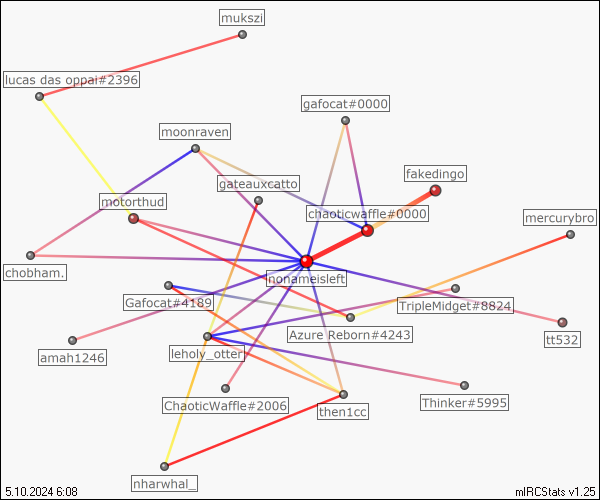 mukszi
lucas das oppai#2396
gafocat#0000
moonraven
fakedingo
gateauxcatto
motorthud
chaoticwaffle#0000
mercurybro
chobham.
nonameisleft
Gafocat#4189
TripleMidget#8824
Azure Reborn#4243
tt532
amah1246
leholy_otter
ChaoticWaffle#2006
Thinker#5995
then1cc
nharwhal_
5.10.2024 6:08
mIRCStats v1.25